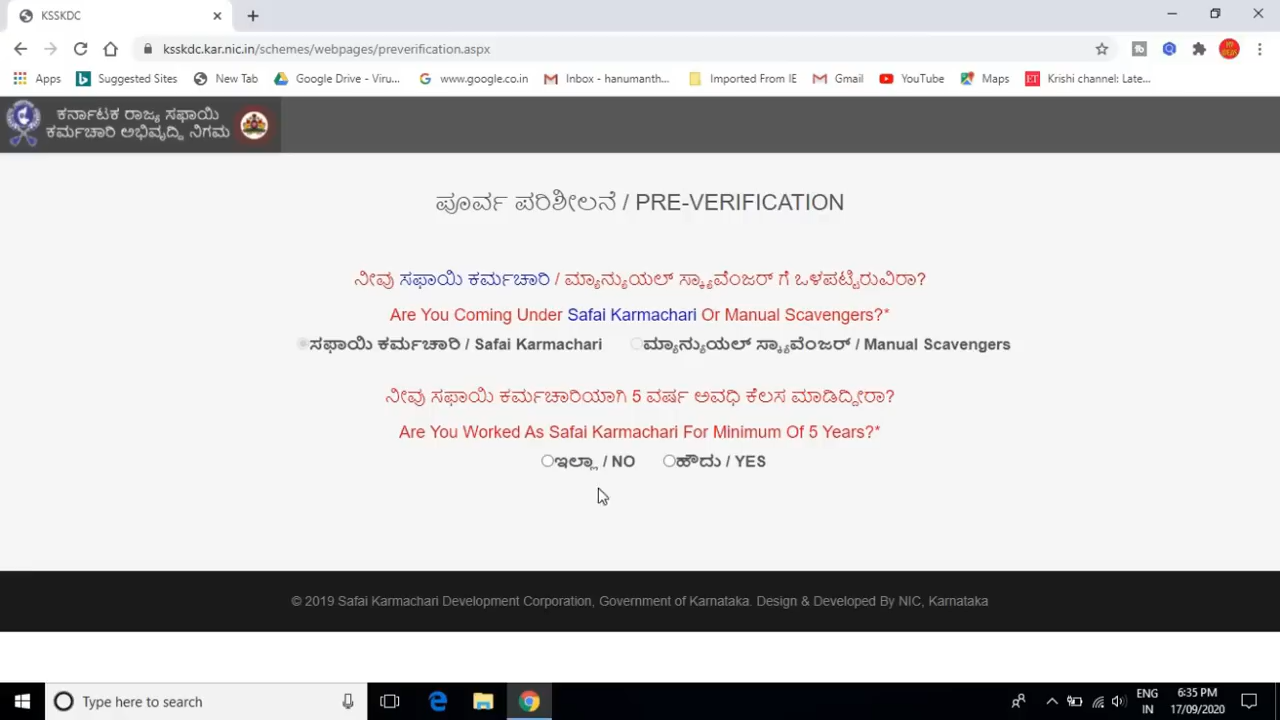 KSSKDC
ksskdc.kar.nic.in/schemes/webpages/preverification.aspx
Apps Suggested Sites New Tab Google Drive - Viru... www.google.co.in Inbox - hanumanth... Imported From IE Gmail YouTube Maps Krishi channel: Late...
ಕರ್ನಾಟಕ ರಾಜ್ಯ ಸಫಾಯಿ
ಕರ್ಮಚಾರಿ ಅಭಿವೃದ್ಧಿ ನಿಗಮ
ಪೂರ್ವ ಪರಿಶೀಲನೆ / PRE-VERIFICATION
ನೀವು ಸಫಾಯಿ ಕರ್ಮಚಾರಿ / ಮ್ಯಾನ್ಯುಯಲ್ ಸ್ಕ್ಯಾವೆಂಜರ್ ಗೆ ಒಳಪಟ್ಟಿರುವಿರಾ?
Are You Coming Under Safai Karmachari Or Manual Scavengers?*
ಸಫಾಯಿ ಕರ್ಮಚಾರಿ / Safai Karmachari ಮ್ಯಾನ್ಯುಯಲ್ ಸ್ಕ್ಯಾವೆಂಜರ್ / Manual Scavengers
ನೀವು ಸಫಾಯಿ ಕರ್ಮಚಾರಿಯಾಗಿ 5 ವರ್ಷ ಅವಧಿ ಕೆಲಸ ಮಾಡಿದ್ದೀರಾ?
Are You Worked As Safai Karmachari For Minimum Of 5 Years?*
ಇಲ್ಲಾ / NO ಹೌದು / YES
© 2019 Safai Karmachari Development Corporation, Government of Karnataka. Design & Developed By NIC, Karnataka
Type here to search
ENG 6:35 PM
IN 17/09/2020